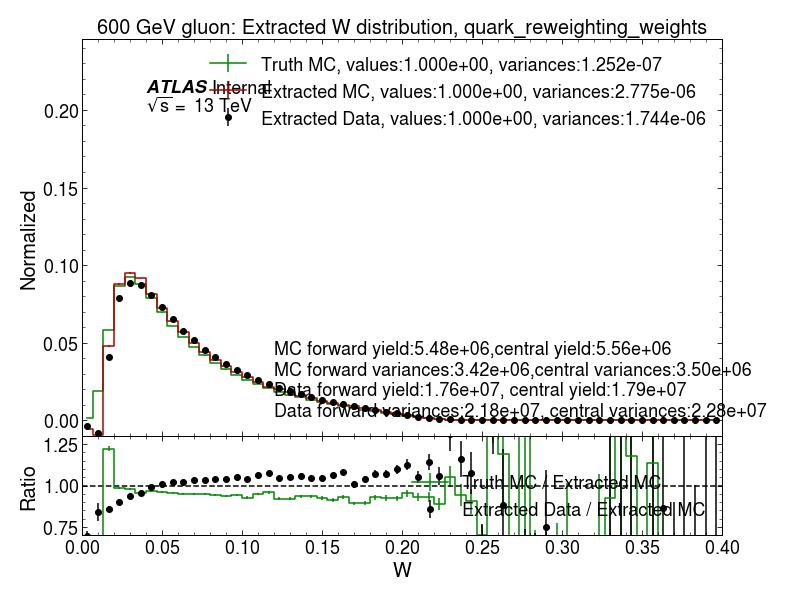 600 GeV gluon: Extracted W distribution, quark_reweighting_weights
Truth MC, values:1.000e+00, variances:1.252e-07
ATLAS Internal
Extracted MC, values:1.000e+00, variances:2.775e-06
√s = 13 TeV
Extracted Data, values:1.000e+00, variances:1.744e-06
Normalized
0.20
0.15
0.10
0.05
0.00
MC forward yield:5.48e+06,central yield:5.56e+06
MC forward variances:3.42e+06,central variances:3.50e+06
Data forward yield:1.76e+07, central yield:1.79e+07
Data forward variances:2.18e+07, central variances:2.28e+07
Ratio
1.25
1.00
0.75
Truth MC / Extracted MC
Extracted Data / Extracted MC
0.00 0.05 0.10 0.15 0.20 0.25 0.30 0.35 0.40
W